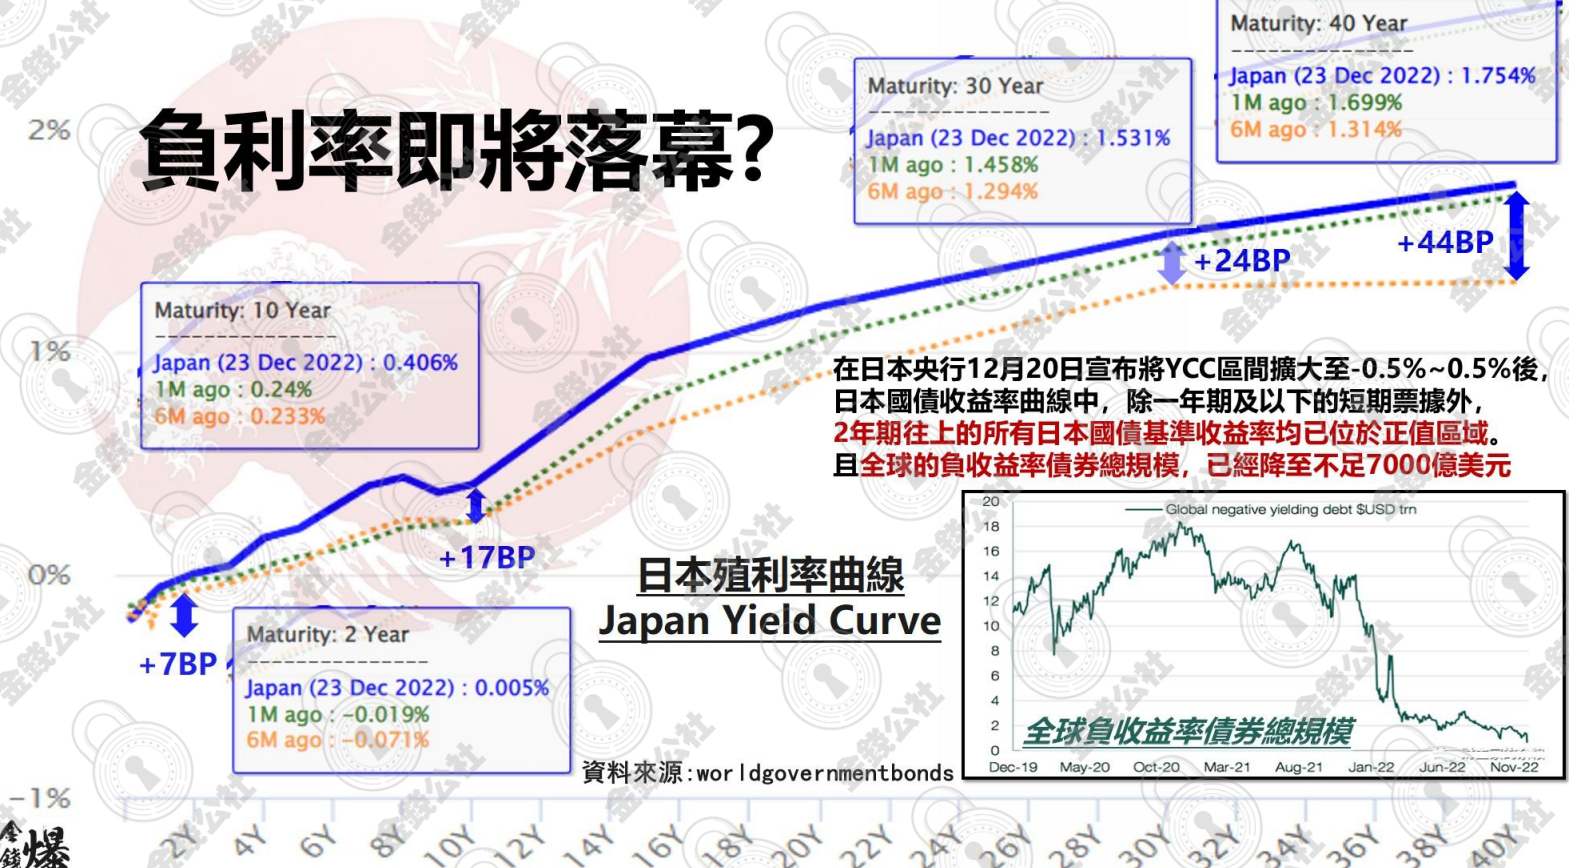 負利率即將落幕?
Maturity: 40 Year
---------------
Japan (23 Dec 2022) : 1.754%
1M ago : 1.699%
6M ago : 1.314%
Maturity: 30 Year
---------------
Japan (23 Dec 2022) : 1.531%
1M ago : 1.458%
6M ago : 1.294%
2%
1%
0%
-1%
+44BP
+24BP
Maturity: 10 Year
---------------
Japan (23 Dec 2022) : 0.406%
1M ago : 0.24%
6M ago : 0.233%
+17BP
在日本央行12月20日宣布將YCC區間擴大至-0.5%~0.5%後,
日本國債收益率曲線中，除一年期及以下的短期票據外，
2年期往上的所有日本國債基準收益率均已位於正值區域。
且全球的負收益率債券總規模，已經降至不足7000億美元
日本殖利率曲線
Japan Yield Curve
+7BP
Maturity: 2 Year
---------------
Japan (23 Dec 2022) : 0.005%
1M ago : -0.019%
6M ago : -0.071%
資料來源:worldgovernmentbonds
Global negative yielding debt $USD trn
20
18
16
14
12
10
8
6
4
2
0
全球負收益率債券總規模
Dec-19 May-20 Oct-20 Mar-21 Aug-21 Jan-22 Jun-22 Nov-22
2Y 4Y 6Y 8Y 10Y 12Y 14Y 16Y 18Y 20Y 22Y 24Y 26Y 28Y 30Y 32Y 34Y 36Y 38Y 40Y
金錢爆
金錢公社